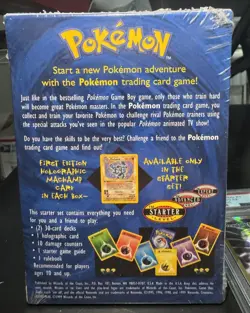 POKéMON
Start a new Pokémon adventure
with the Pokémon trading card game!
Just like in the bestselling Pokémon Game Boy game, only those who train hard
will become great Pokémon masters. In the Pokémon trading card game, you
collect and train your favorite Pokémon to challenge rival Pokémon trainers using
the special attacks you've seen in the popular Pokémon animated TV show!
Do you have the skills to be the very best? Challenge a friend to the Pokémon
trading card game and find out!
FIRST EDITION
HOLOGRAPHIC
MACHAMP
CARD
IN EACH BOX—
This starter set contains everything you need
for you and a friend to play:
• (2) 30-card decks
• 1 holographic card
• 10 damage counters
• 1 starter game guide
• 1 rulebook
Recommended for players
ages 10 and up.
AVAILABLE ONLY
IN THE
STARTER
SET!
EXPERT
ADVANCED
STARTER